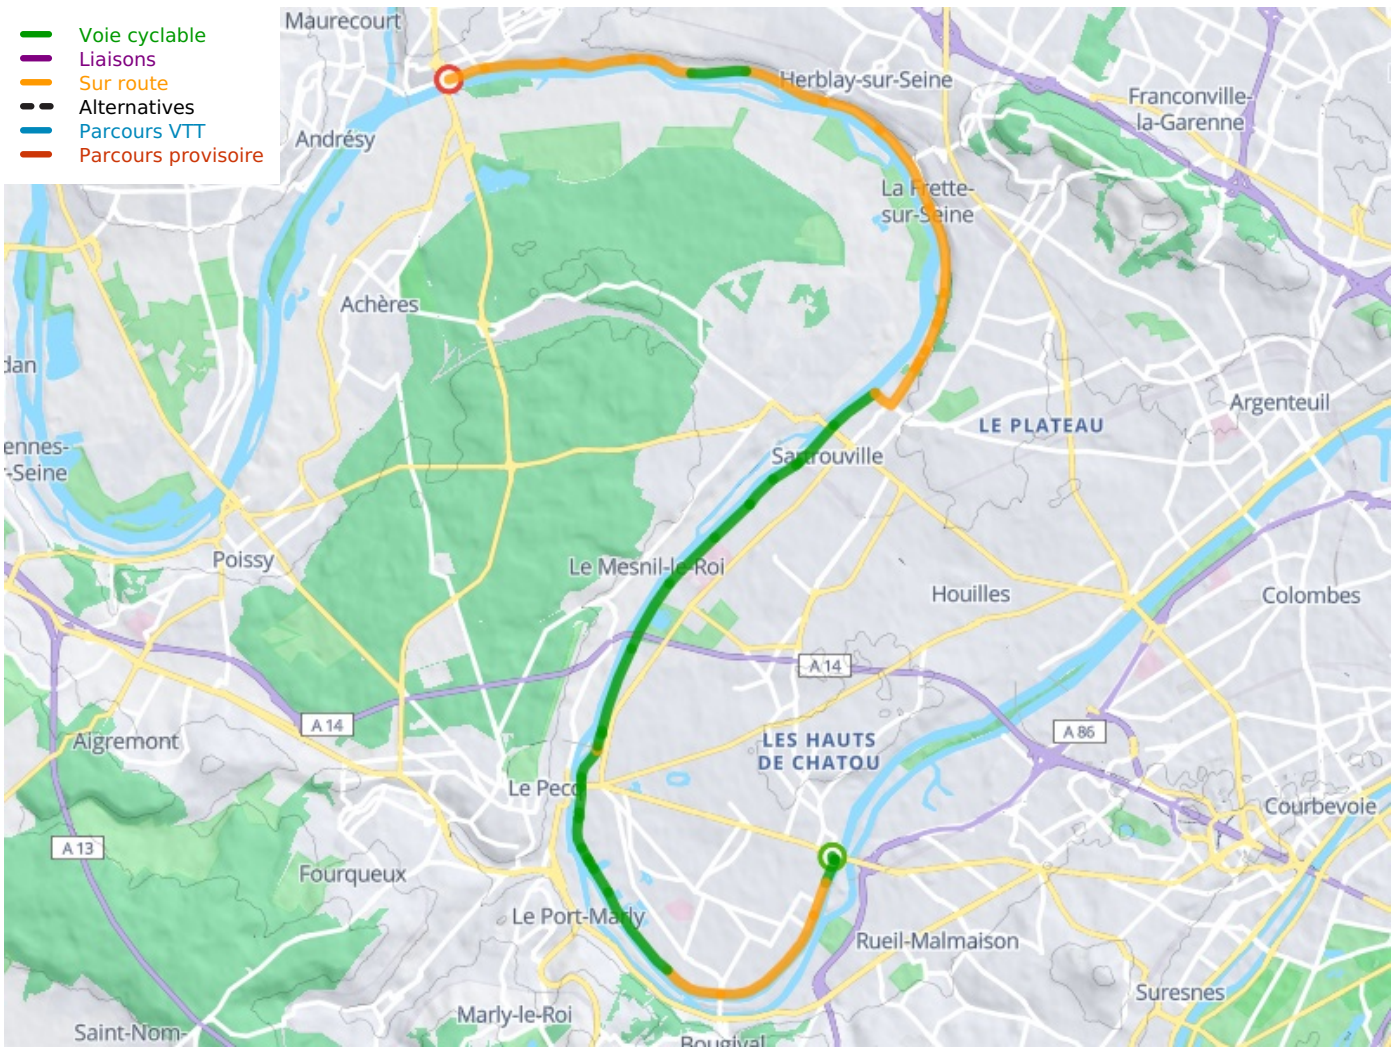 Voie cyclable
Liaisons
Sur route
Alternatives
Parcours VTT
Parcours provisoire
Maurecourt
Herblay-sur-Seine
Franconville-
la-Garenne
Andrésy
La Frette-
sur-Seine
Achères
dan
Argenteuil
LE PLATEAU
ennes-
-Seine
Sartrouville
Poissy
Le Mesnil-le-Roi
Houilles
Colombes
A 14
A 14
A 86
Aigremont
LES HAUTS
DE CHATOU
Le Pecq
Courbevoie
A 13
Fourqueux
Le Port-Marly
Rueil-Malmaison
Suresnes
Marly-le-Roi
Saint-Nom-
Bougival